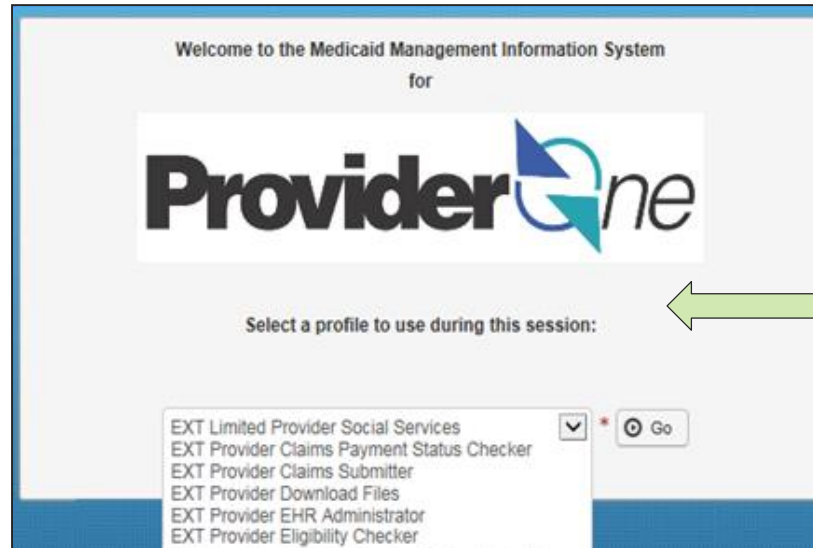 Welcome to the Medicaid Management Information System
for
ProviderOne
Select a profile to use during this session:
EXT Limited Provider Social Services
* Go
EXT Provider Claims Payment Status Checker
EXT Provider Claims Submitter
EXT Provider Download Files
EXT Provider EHR Administrator
EXT Provider Eligibility Checker